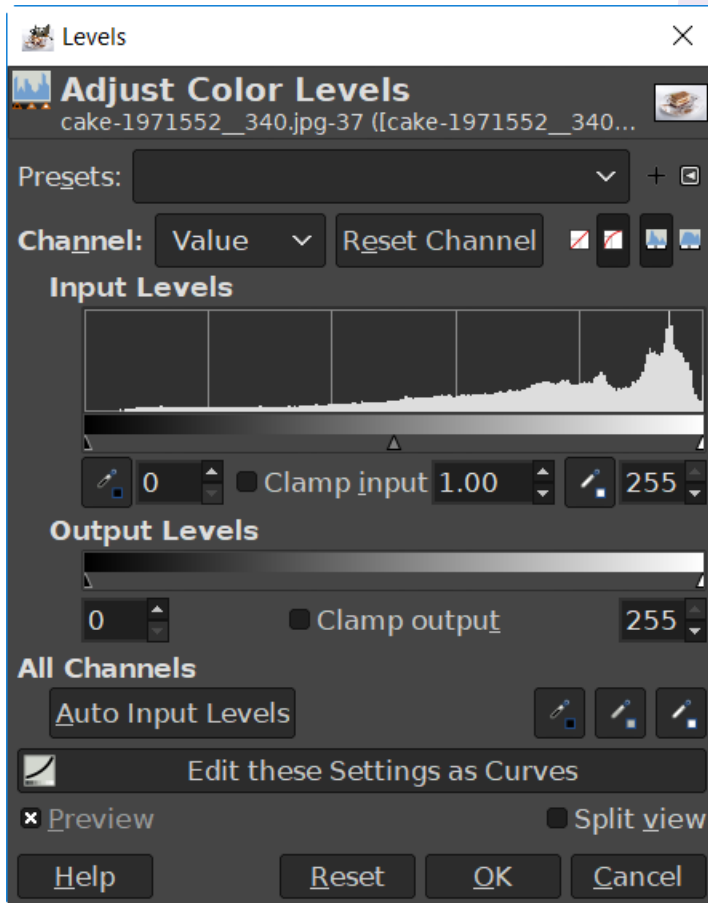 Levels
Adjust Color Levels
cake-1971552__340.jpg-37 ([cake-1971552__340...
Presets:
Channel: Value Reset Channel
Input Levels
0 Clamp input 1.00 255
Output Levels
0 Clamp output 255
All Channels
Auto Input Levels
Edit these Settings as Curves
Preview Split view
Help Reset OK Cancel